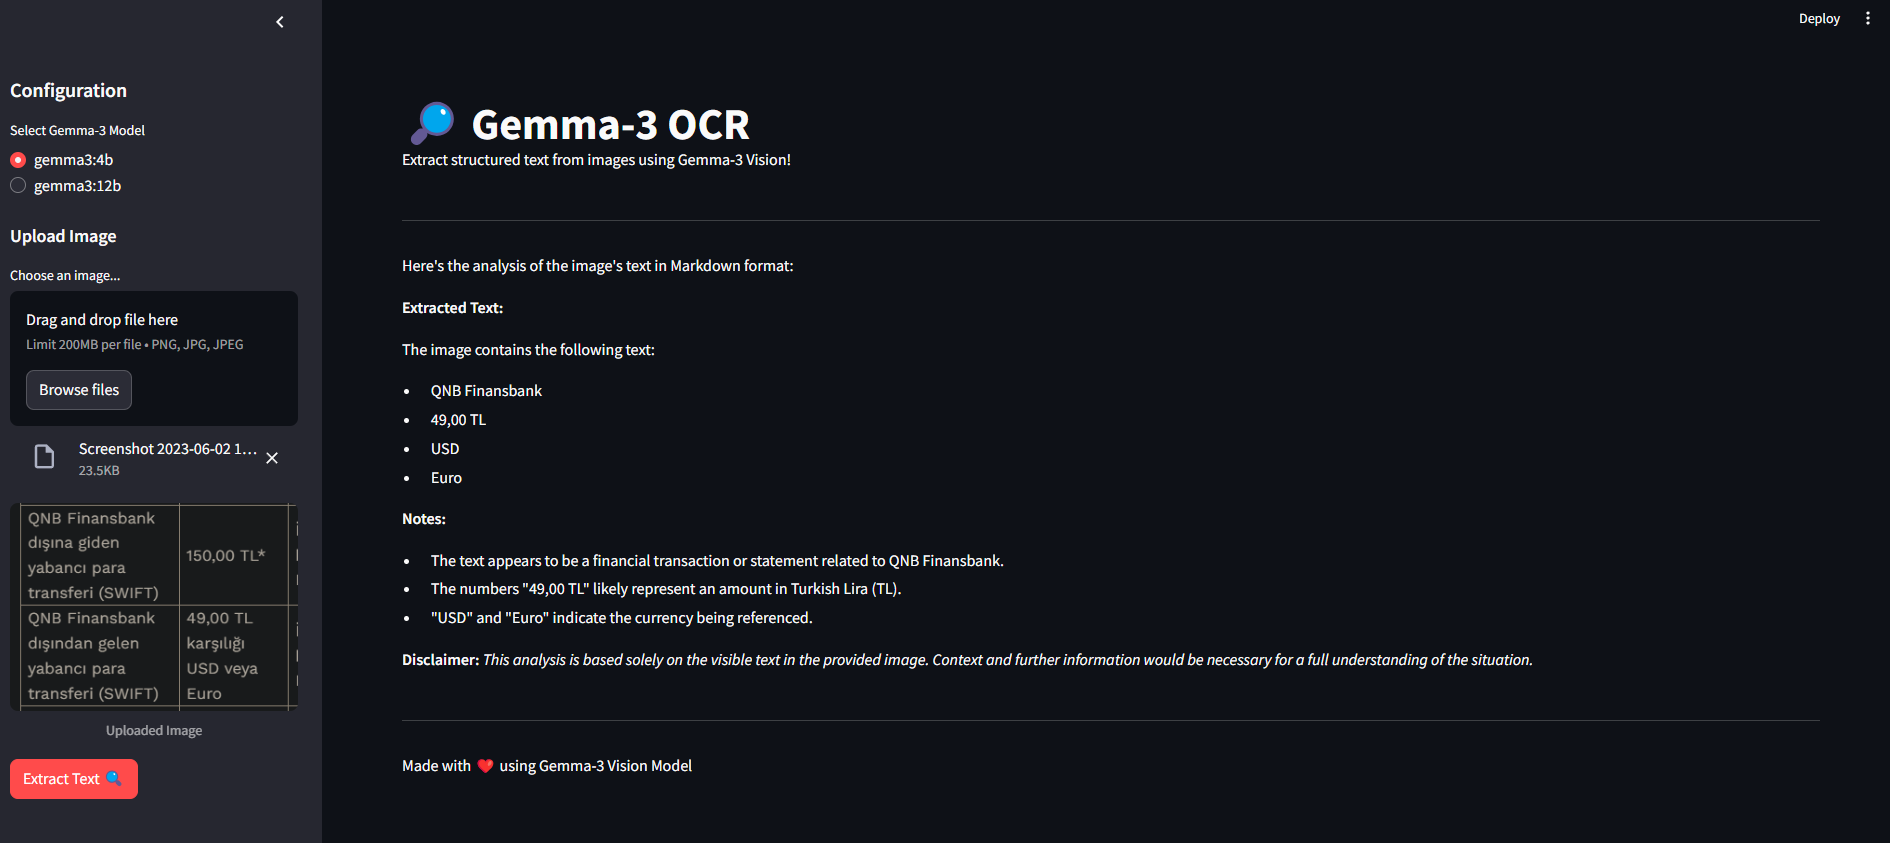 Deploy
Configuration
Select Gemma-3 Model
gemma3:4b
gemma3:12b
Upload Image
Choose an image...
Drag and drop file here
Limit 200MB per file • PNG, JPG, JPEG
Browse files
Screenshot 2023-06-02 1...
23.5KB
QNB Finansbank
dışına giden
yabancı para
transferi (SWIFT)
150,00 TL*
QNB Finansbank
dışından gelen
yabancı para
transferi (SWIFT)
49,00 TL
karşılığı
USD veya
Euro
Uploaded Image
Extract Text
Gemma-3 OCR
Extract structured text from images using Gemma-3 Vision!
Here's the analysis of the image's text in Markdown format:
Extracted Text:
The image contains the following text:
• QNB Finansbank
• 49,00 TL
• USD
• Euro
Notes:
• The text appears to be a financial transaction or statement related to QNB Finansbank.
• The numbers "49,00 TL" likely represent an amount in Turkish Lira (TL).
• "USD" and "Euro" indicate the currency being referenced.
Disclaimer: This analysis is based solely on the visible text in the provided image. Context and further information would be necessary for a full understanding of the situation.
Made with ❤️ using Gemma-3 Vision Model